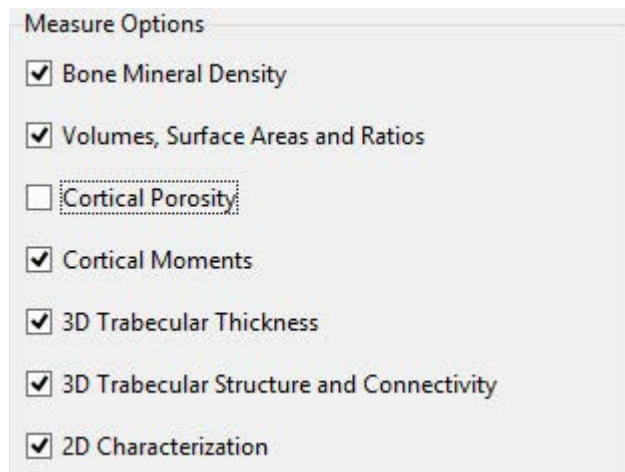 Measure Options
Bone Mineral Density
Volumes, Surface Areas and Ratios
Cortical Porosity
Cortical Moments
3D Trabecular Thickness
3D Trabecular Structure and Connectivity
2D Characterization